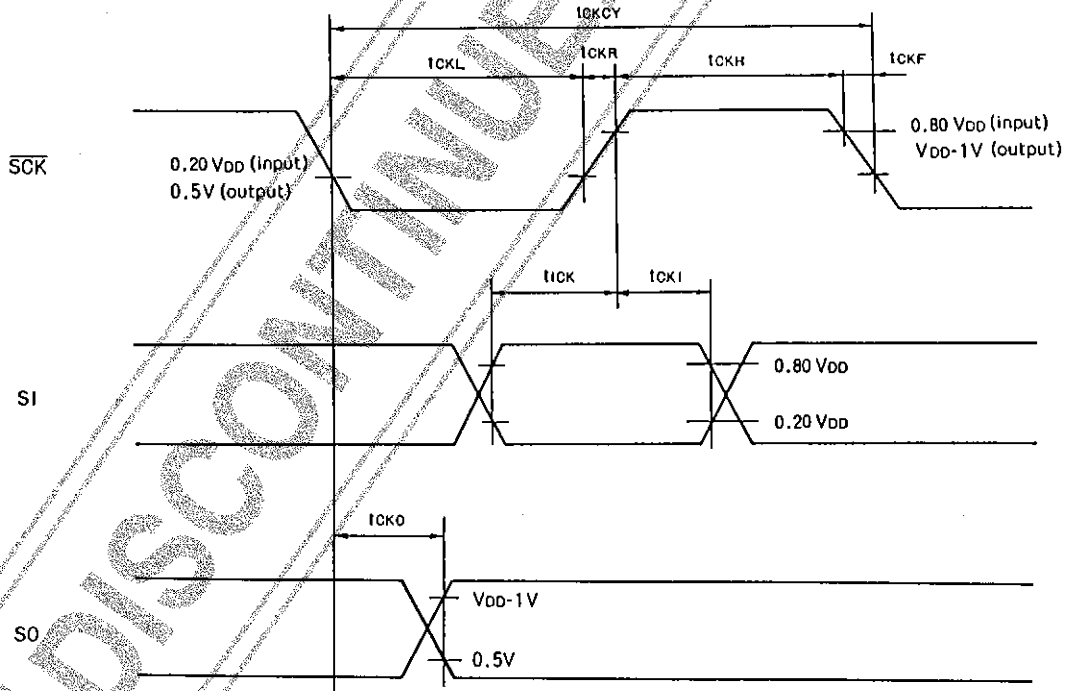 tCKCY
tCKL
tCKR
tCKH
tCKF
SCK
0.20 VDD (input)
0.5V (output)
0.80 VDD (input)
VDD-1V (output)
tICK
tCKI
SI
0.80 VDD
0.20 VDD
tCKO
SO
VDD-1V
0.5V
DISCONTINUE